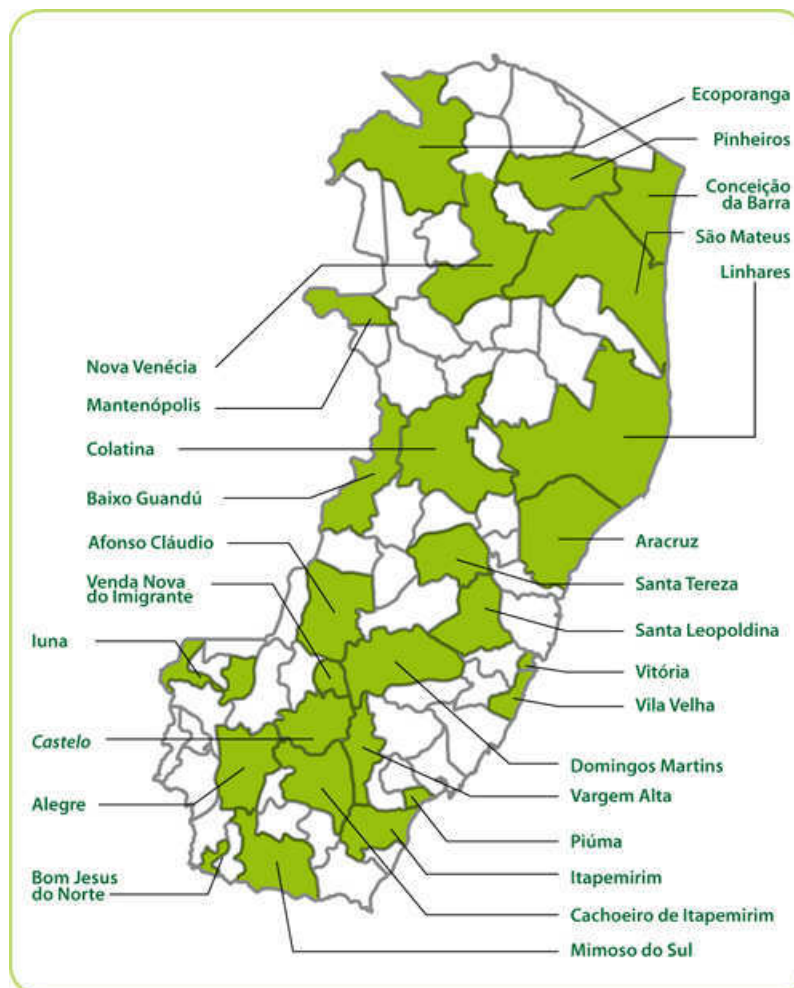 Ecoporanga
Pinheiros
Conceição
da Barra
São Mateus
Linhares
Nova Venécia
Mantenópolis
Colatina
Baixo Guandú
Afonso Cláudio
Venda Nova
do Imigrante
Iuna
Castelo
Alegre
Bom Jesus
do Norte
Aracruz
Santa Tereza
Santa Leopoldina
Vitória
Vila Velha
Domingos Martins
Vargem Alta
Piúma
Itapemirim
Cachoeiro de Itapemirim
Mimoso do Sul